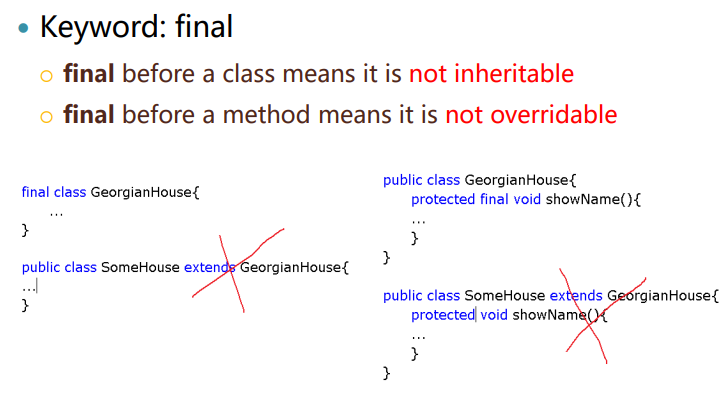 Keyword: final
final before a class means it is not inheritable
final before a method means it is not overridable
final class GeorgianHouse{
...
}
public class SomeHouse extends GeorgianHouse{
...
}
public class GeorgianHouse{
protected final void showName(){
...
}
}
public class SomeHouse extends GeorgianHouse{
protected void showName(){
...
}
}